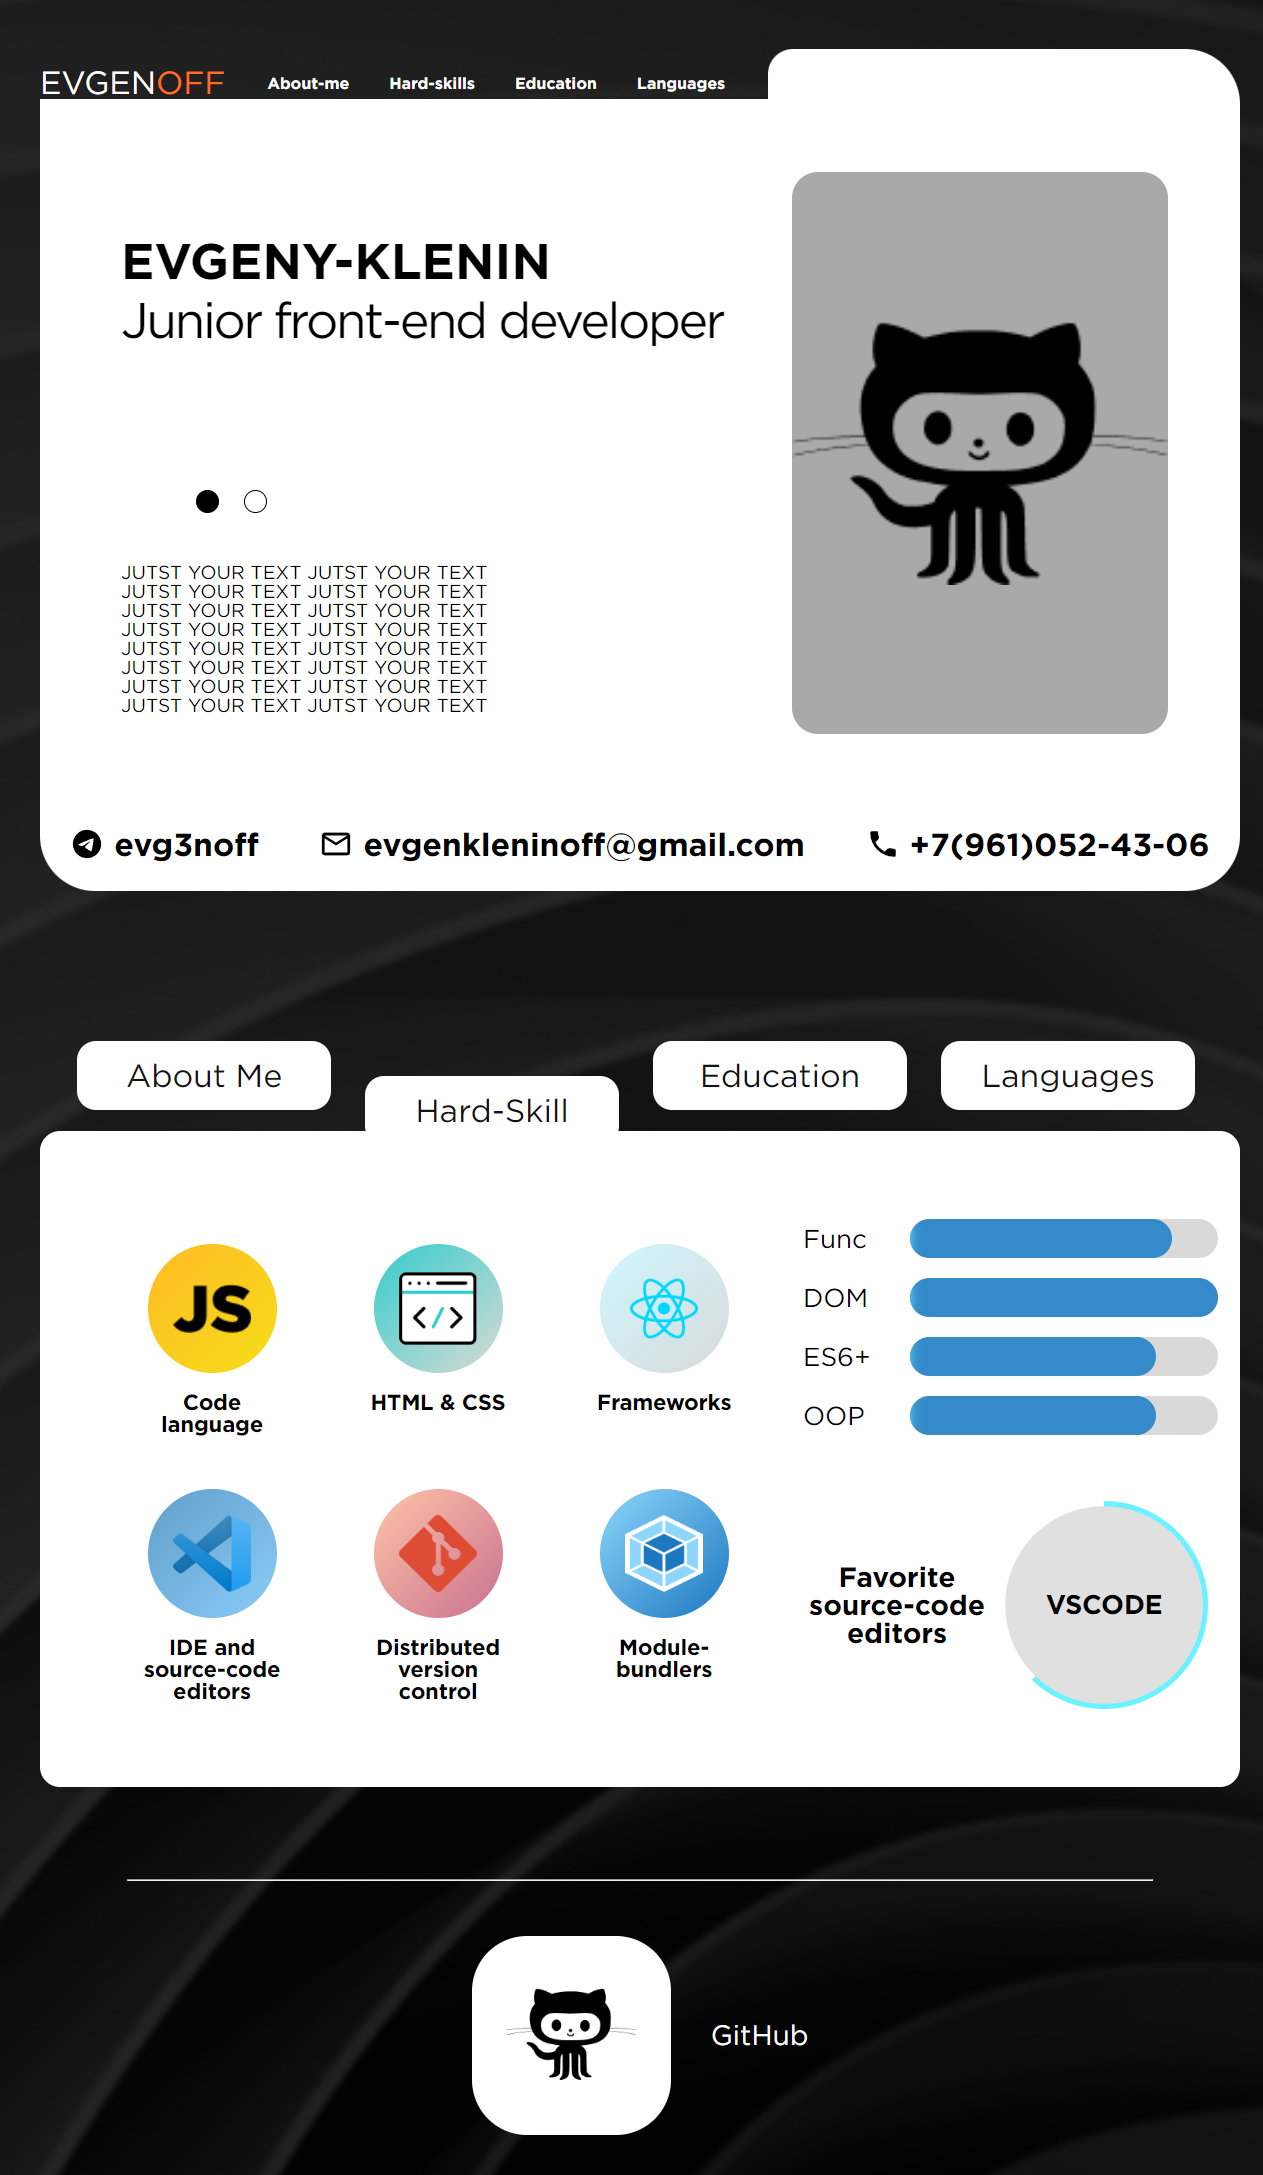 EVGENOFF
About-me
Hard-skills
Education
Languages
EVGENY-KLENIN
Junior front-end developer
JUTST YOUR TEXT JUTST YOUR TEXT
JUTST YOUR TEXT JUTST YOUR TEXT
JUTST YOUR TEXT JUTST YOUR TEXT
JUTST YOUR TEXT JUTST YOUR TEXT
JUTST YOUR TEXT JUTST YOUR TEXT
JUTST YOUR TEXT JUTST YOUR TEXT
JUTST YOUR TEXT JUTST YOUR TEXT
JUTST YOUR TEXT JUTST YOUR TEXT
evg3noff
evgenkleninoff@gmail.com
+7(961)052-43-06
About Me
Hard-Skill
Education
Languages
JS
Code
language
HTML & CSS
Frameworks
Func
DOM
ES6+
OOP
IDE and
source-code
editors
Distributed
version
control
Module-
bundlers
Favorite
source-code
editors
VSCODE
GitHub